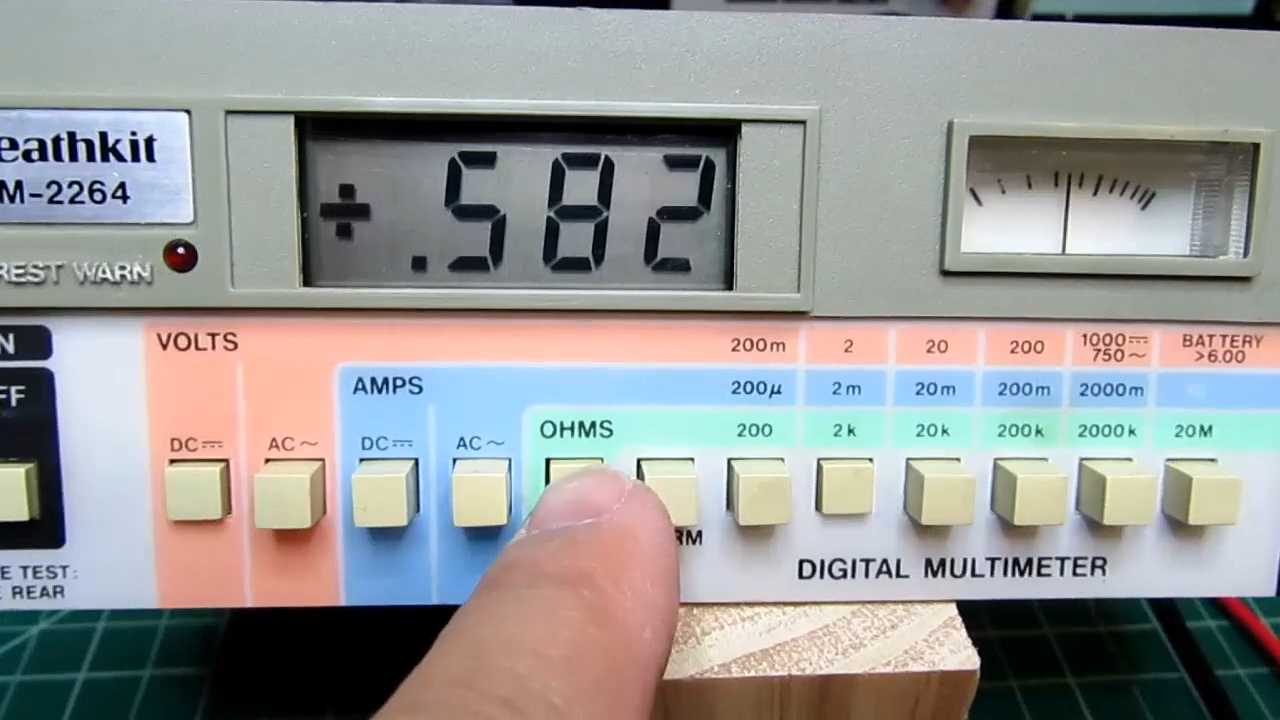 eathkit
M-2264
REST WARN
+.582
N
FF
E TEST:
E REAR
VOLTS 200m 2 20 200 1000⎓ 750~ BATTERY >6.00
AMPS 200µ 2m 20m 200m 2000m
OHMS 200 2k 20k 200k 2000k 20M
DC⎓ AC~ DC⎓ AC~
RM
DIGITAL MULTIMETER